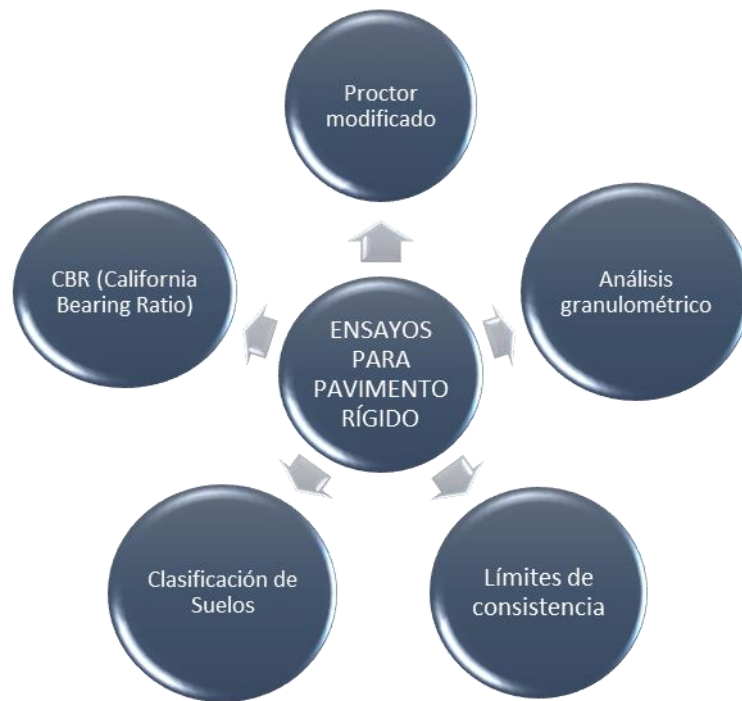 Proctor
modificado
CBR (California
Bearing Ratio)
Análisis
granulométrico
ENSAYOS
PARA
PAVIMENTO
RÍGIDO
Clasificación de
Suelos
Límites de
consistencia